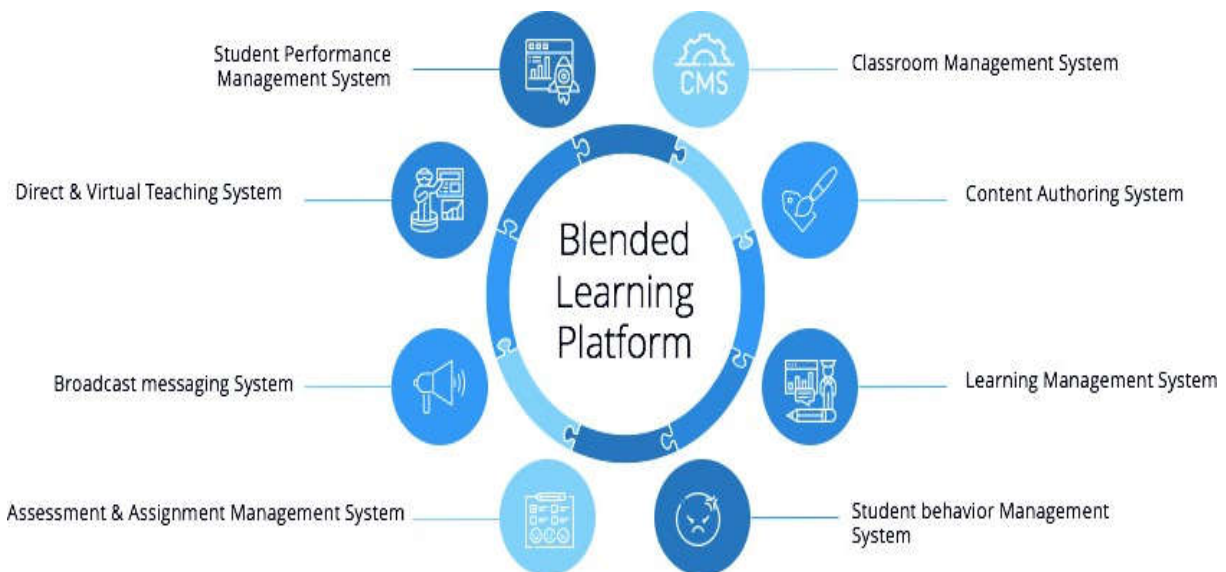 Student Performance
Management System
CMS
Classroom Management System
Direct & Virtual Teaching System
Content Authoring System
Blended
Learning
Platform
Broadcast messaging System
Learning Management System
Assessment & Assignment Management System
Student behavior Management
System